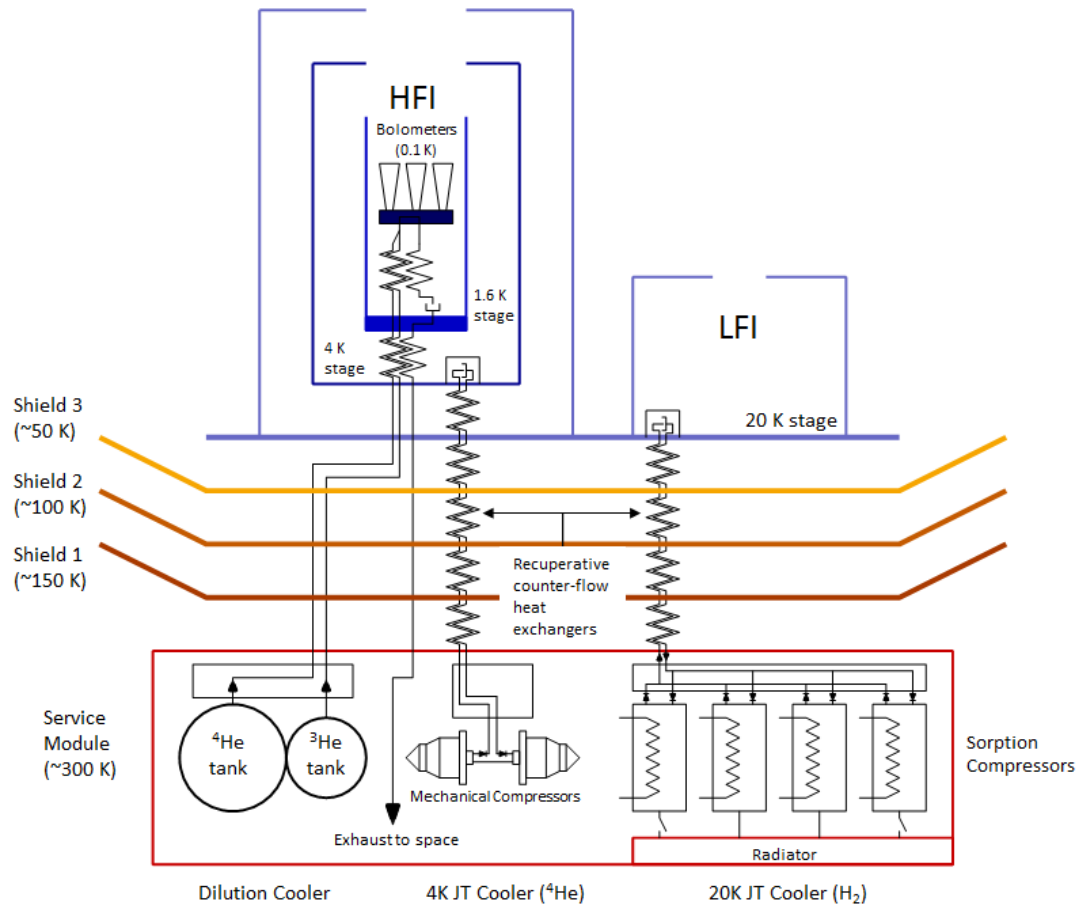 HFI
Bolometers
(0.1 K)
1.6 K
stage
4 K
stage
LFI
20 K stage
Shield 3
(~50 K)
Shield 2
(~100 K)
Shield 1
(~150 K)
Recuperative
counter-flow
heat
exchangers
Service
Module
(~300 K)
⁴He
tank
³He
tank
Mechanical Compressors
Exhaust to space
Sorption
Compressors
Radiator
Dilution Cooler
4K JT Cooler (⁴He)
20K JT Cooler (H₂)